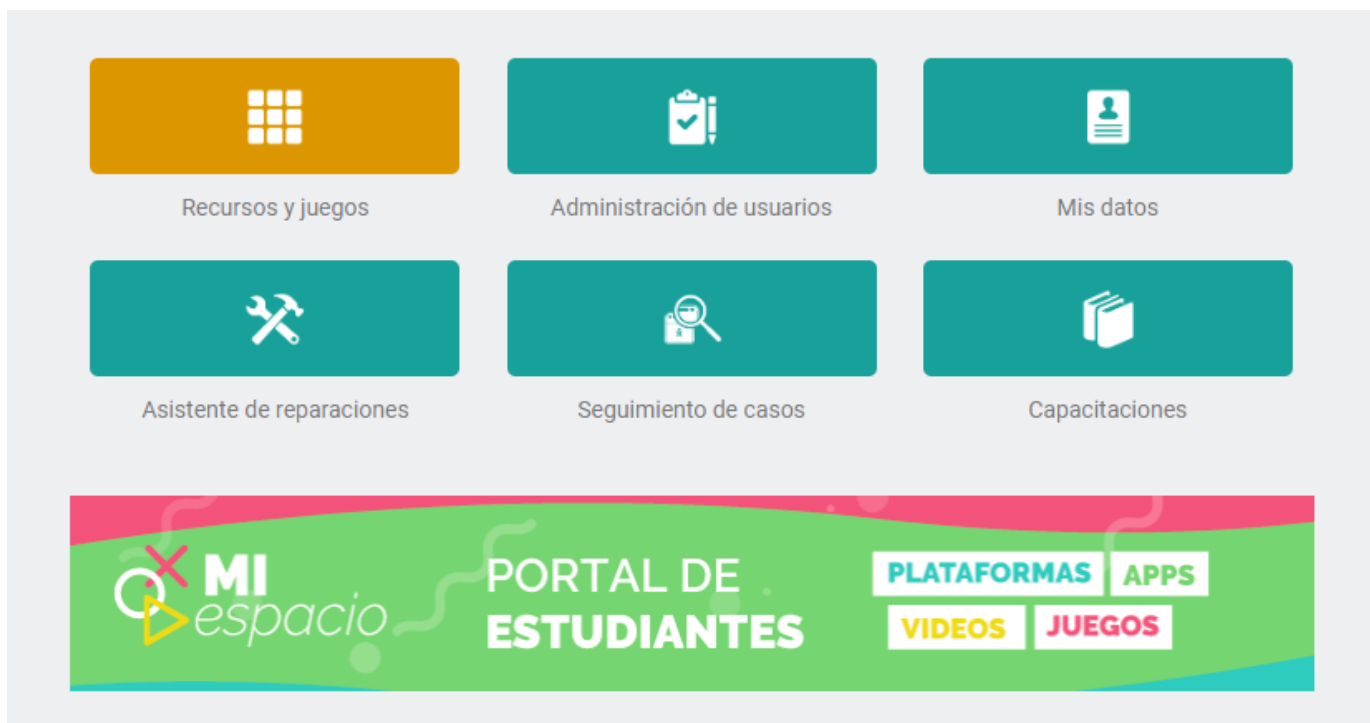 Recursos y juegos
Administración de usuarios
Mis datos
Asistente de reparaciones
Seguimiento de casos
Capacitaciones
MI
espacio
PORTAL DE
ESTUDIANTES
PLATAFORMAS APPS
VIDEOS JUEGOS